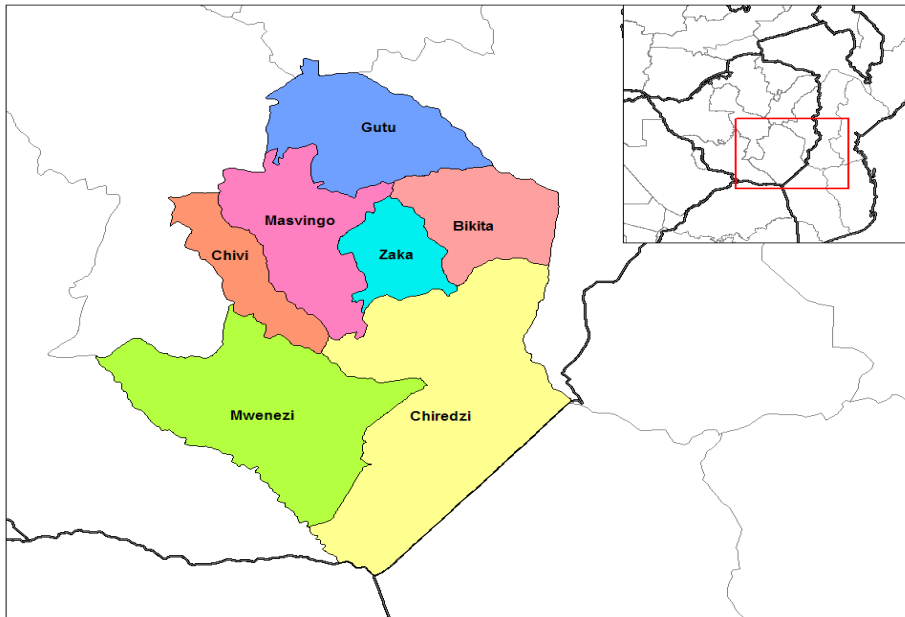 Gutu
Masvingo
Bikita
Zaka
Chivi
Mwenezi
Chiredzi